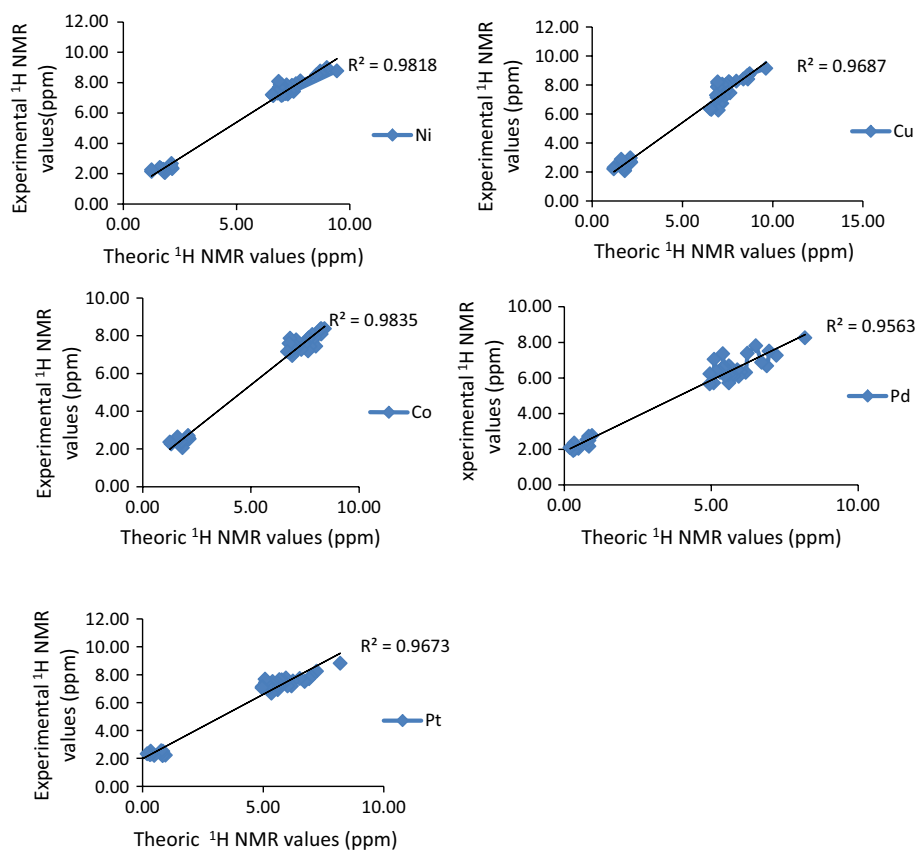 Experimental ¹H NMR
values(ppm)
12.00
10.00
8.00
6.00
4.00
2.00
0.00
0.00 5.00 10.00
R² = 0.9818
Ni
Theoric ¹H NMR values (ppm)
Experimental ¹H NMR
values (ppm)
12.00
10.00
8.00
6.00
4.00
2.00
0.00
0.00 5.00 10.00 15.00
R² = 0.9687
Cu
Theoric ¹H NMR values (ppm)
Experimental ¹H NMR
values (ppm)
10.00
8.00
6.00
4.00
2.00
0.00
0.00 5.00 10.00
R² = 0.9835
Co
Theoric ¹H NMR values (ppm)
xperimental ¹H NMR
values (ppm)
10.00
8.00
6.00
4.00
2.00
0.00
0.00 5.00 10.00
R² = 0.9563
Pd
Theoric ¹H NMR values (ppm)
Experimental ¹H NMR
values (ppm)
12.00
10.00
8.00
6.00
4.00
2.00
0.00
0.00 5.00 10.00
R² = 0.9673
Pt
Theoric ¹H NMR values (ppm)